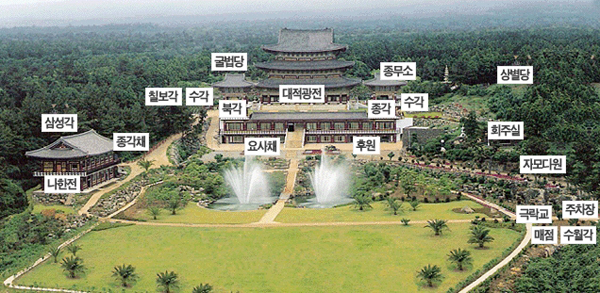 굴법당
종무소
상별당
칠보각
수각
대적광전
북각
종각
수각
삼성각
종각채
요사채
후원
회주실
나한전
자모다원
극락교
주차장
매점
수월각